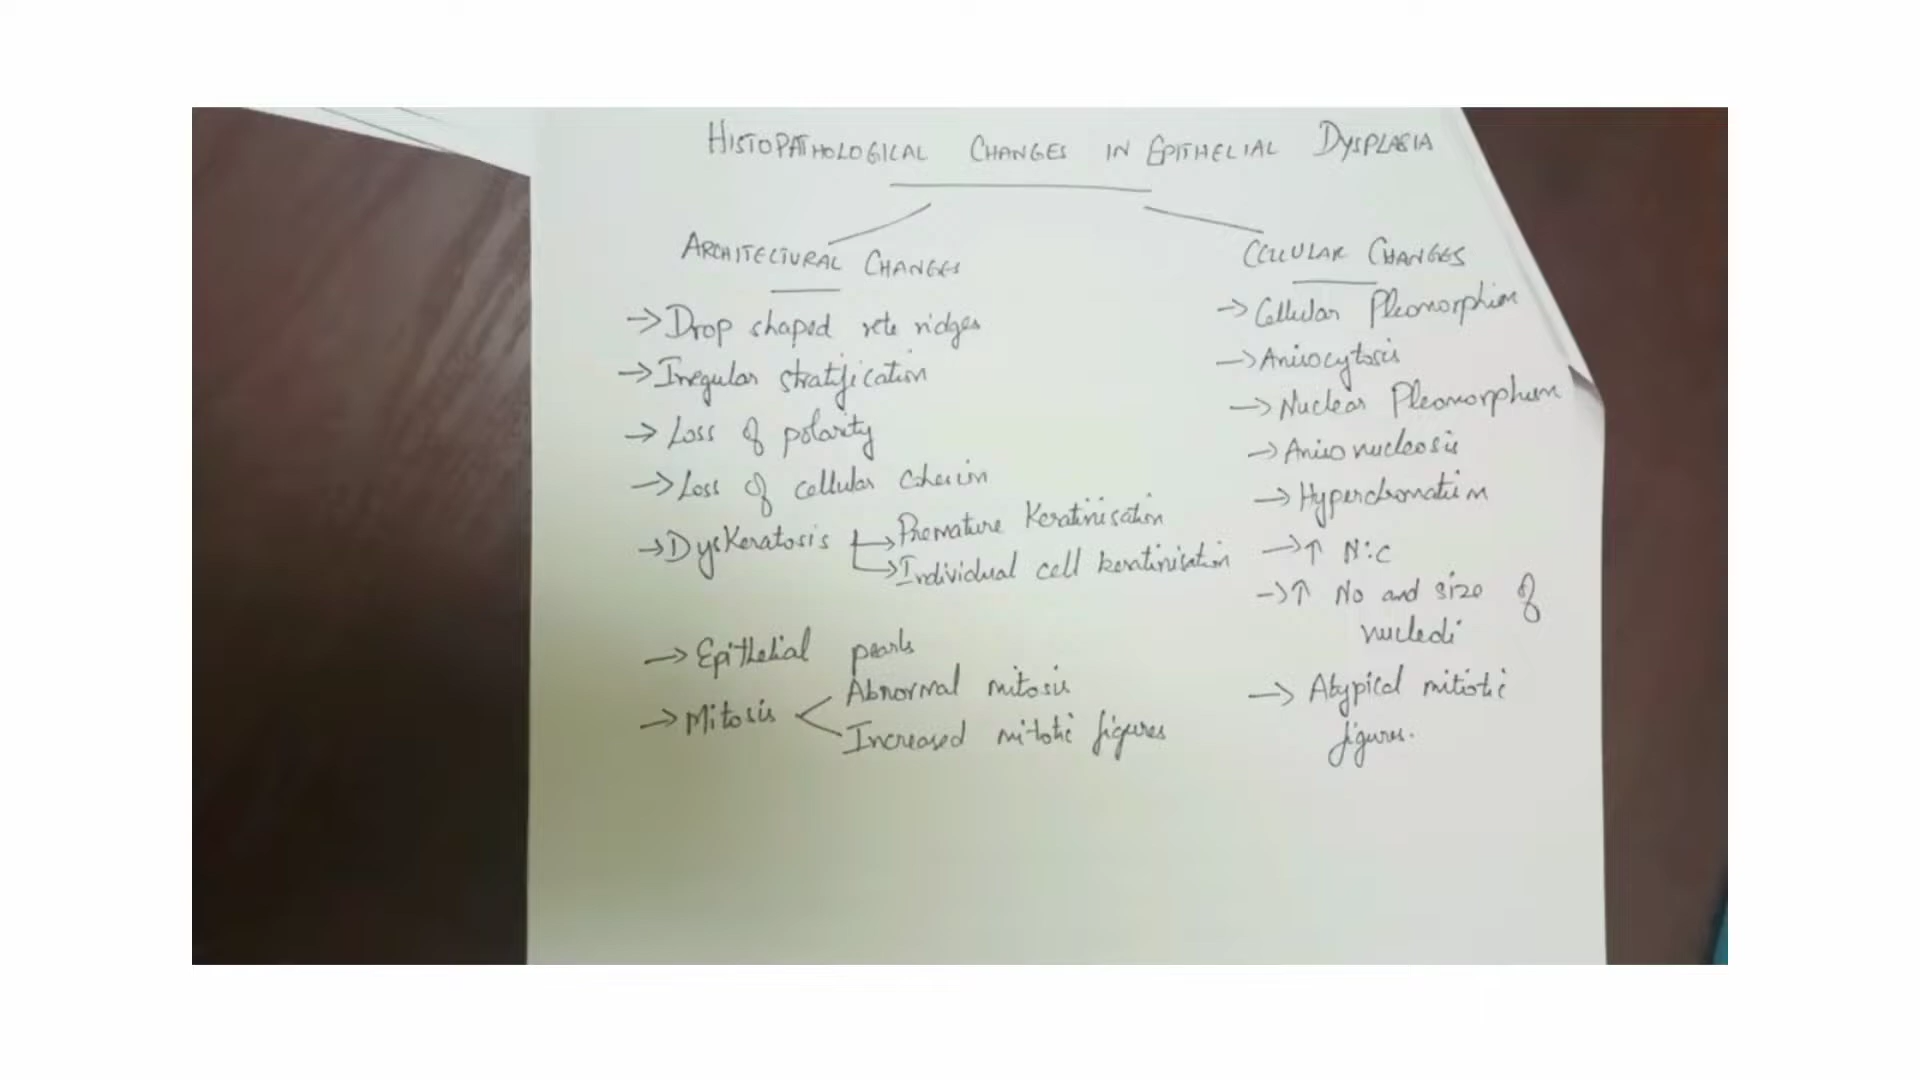 HISTOPATHOLOGICAL CHANGES IN EPITHELIAL DYSPLASIA
ARCHITECTURAL CHANGES
→ Drop shaped rete ridges
→ Irregular stratification
→ Loss of polarity
→ Loss of cellular cohesion
→ DysKeratosis → Premature Keratinisation
→ Individual cell keratinisation
→ Epithelial pearls
→ Mitosis < Abnormal mitosis
Increased mitotic figures
CELLULAR CHANGES
→ Cellular Pleomorphism
→ Anisocytosis
→ Nuclear Pleomorphism
→ Anisonucleosis
→ Hyperchromatism
→ ↑ N:C
→ ↑ No and size of
nucleoli
→ Atypical mitiotic
figures.